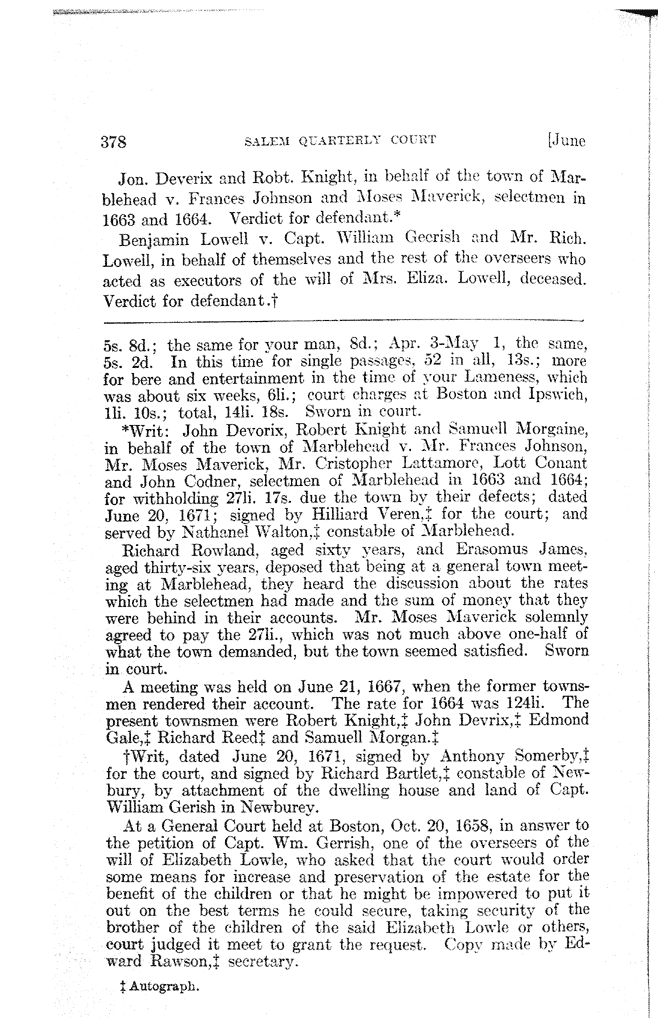 378 SALEM QUARTERLY COURT [June
Jon. Deverix and Robt. Knight, in behalf of the town of Mar-
blehead v. Frances Johnson and Moses Maverick, selectmen in
1663 and 1664. Verdict for defendant.*
Benjamin Lowell v. Capt. William Geerish and Mr. Rich.
Lowell, in behalf of themselves and the rest of the overseers who
acted as executors of the will of Mrs. Eliza. Lowell, deceased.
Verdict for defendant.†
5s. 8d.; the same for your man, 8d.; Apr. 3-May 1, the same,
5s. 2d. In this time for single passages, 52 in all, 13s.; more
for bere and entertainment in the time of your Lameness, which
was about six weeks, 6li.; court charges at Boston and Ipswich,
1li. 10s.; total, 14li. 18s. Sworn in court.
*Writ: John Devorix, Robert Knight and Samuell Morgaine,
in behalf of the town of Marblehead v. Mr. Frances Johnson,
Mr. Moses Maverick, Mr. Cristopher Lattamore, Lott Conant
and John Codner, selectmen of Marblehead in 1663 and 1664;
for withholding 27li. 17s. due the town by their defects; dated
June 20, 1671; signed by Hilliard Veren,‡ for the court; and
served by Nathanel Walton,‡ constable of Marblehead.
Richard Rowland, aged sixty years, and Erasomus James,
aged thirty-six years, deposed that being at a general town meet-
ing at Marblehead, they heard the discussion about the rates
which the selectmen had made and the sum of money that they
were behind in their accounts. Mr. Moses Maverick solemnly
agreed to pay the 27li., which was not much above one-half of
what the town demanded, but the town seemed satisfied. Sworn
in court.
A meeting was held on June 21, 1667, when the former towns-
men rendered their account. The rate for 1664 was 124li. The
present townsmen were Robert Knight,‡ John Devrix,‡ Edmond
Gale,‡ Richard Reed‡ and Samuell Morgan.‡
†Writ, dated June 20, 1671, signed by Anthony Somerby,‡
for the court, and signed by Richard Bartlet,‡ constable of New-
bury, by attachment of the dwelling house and land of Capt.
William Gerish in Newburey.
At a General Court held at Boston, Oct. 20, 1658, in answer to
the petition of Capt. Wm. Gerrish, one of the overseers of the
will of Elizabeth Lowle, who asked that the court would order
some means for increase and preservation of the estate for the
benefit of the children or that he might be impowered to put it
out on the best terms he could secure, taking security of the
brother of the children of the said Elizabeth Lowle or others,
court judged it meet to grant the request. Copy made by Ed-
ward Rawson,‡ secretary.
‡ Autograph.